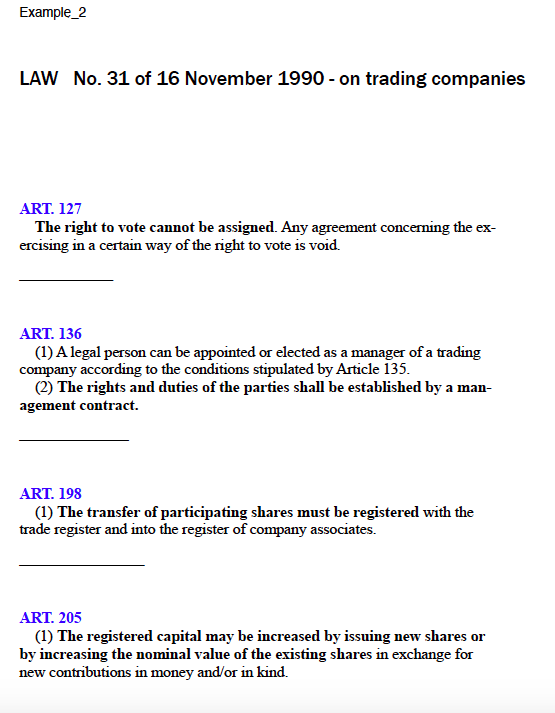 Example_2
LAW No. 31 of 16 November 1990 - on trading companies
ART. 127
The right to vote cannot be assigned. Any agreement concerning the ex-
ercising in a certain way of the right to vote is void.
ART. 136
(1) A legal person can be appointed or elected as a manager of a trading
company according to the conditions stipulated by Article 135.
(2) The rights and duties of the parties shall be established by a man-
agement contract.
ART. 198
(1) The transfer of participating shares must be registered with the
trade register and into the register of company associates.
ART. 205
(1) The registered capital may be increased by issuing new shares or
by increasing the nominal value of the existing shares in exchange for
new contributions in money and/or in kind.